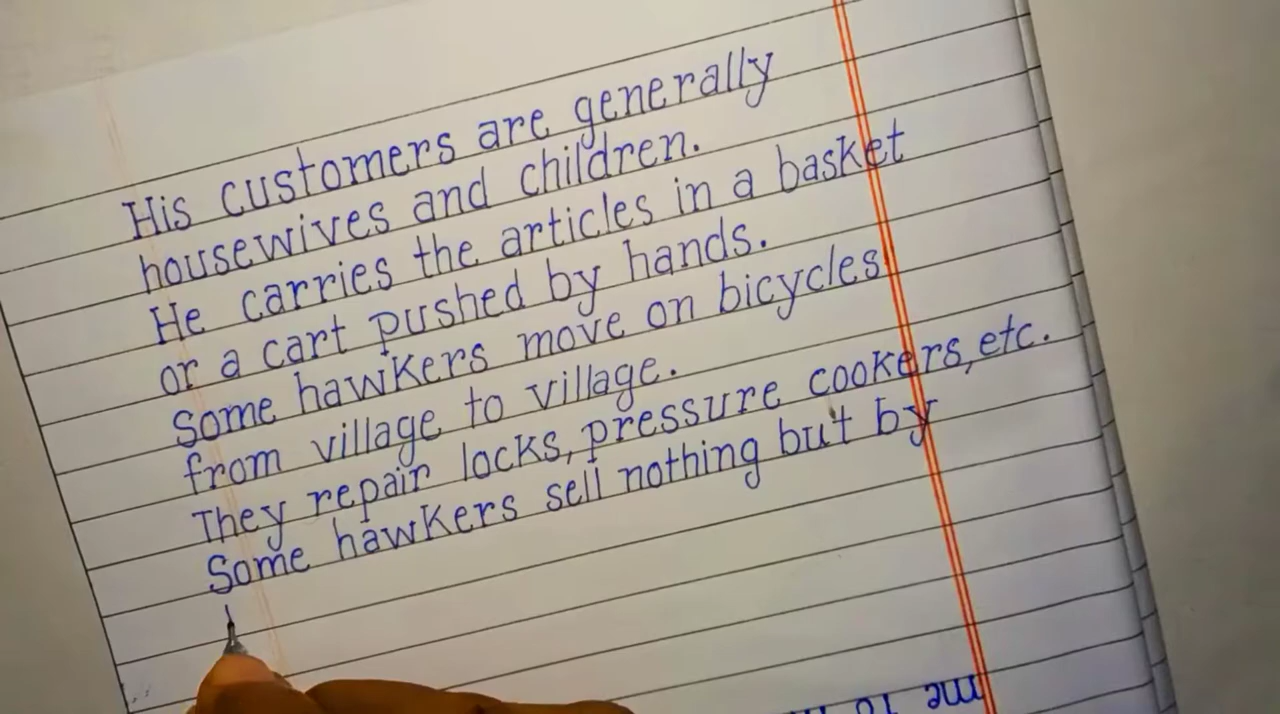 His customers are generally
housewives and children.
He carries the articles in a basket
or a cart pushed by hands.
Some hawkers move on bicycles
from village to village.
They repair locks, pressure cookers, etc.
Some hawkers sell nothing but by